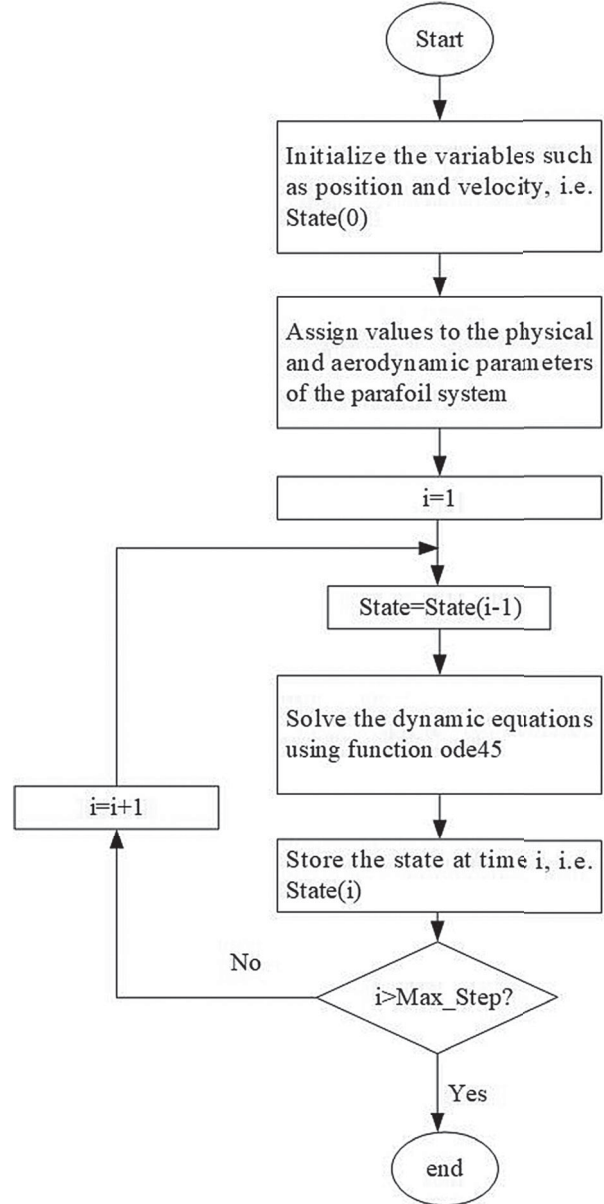 Start
Initialize the variables such
as position and velocity, i.e.
State(0)
Assign values to the physical
and aerodynamic parameters
of the parafoil system
i=1
State=State(i-1)
Solve the dynamic equations
using function ode45
i=i+1
Store the state at time i, i.e.
State(i)
No
i>Max_Step?
Yes
end